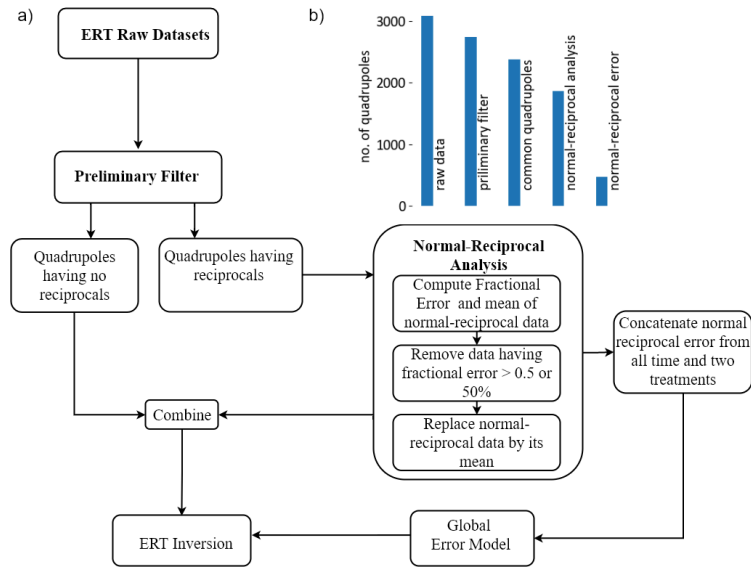 a)
ERT Raw Datasets
Preliminary Filter
Quadrupoles
having no
reciprocals
Quadrupoles having
reciprocals
Normal-Reciprocal
Analysis
Compute Fractional
Error and mean of
normal-reciprocal data
Remove data having
fractional error > 0.5 or
50%
Replace normal-
reciprocal data by its
mean
Concatenate normal
reciprocal error from
all time and two
treatments
Combine
ERT Inversion
Global
Error Model
b)
no. of quadrupoles
3000
2000
1000
0
raw data
priliminary filter
common quadrupoles
normal-reciprocal analysis
normal-reciprocal error